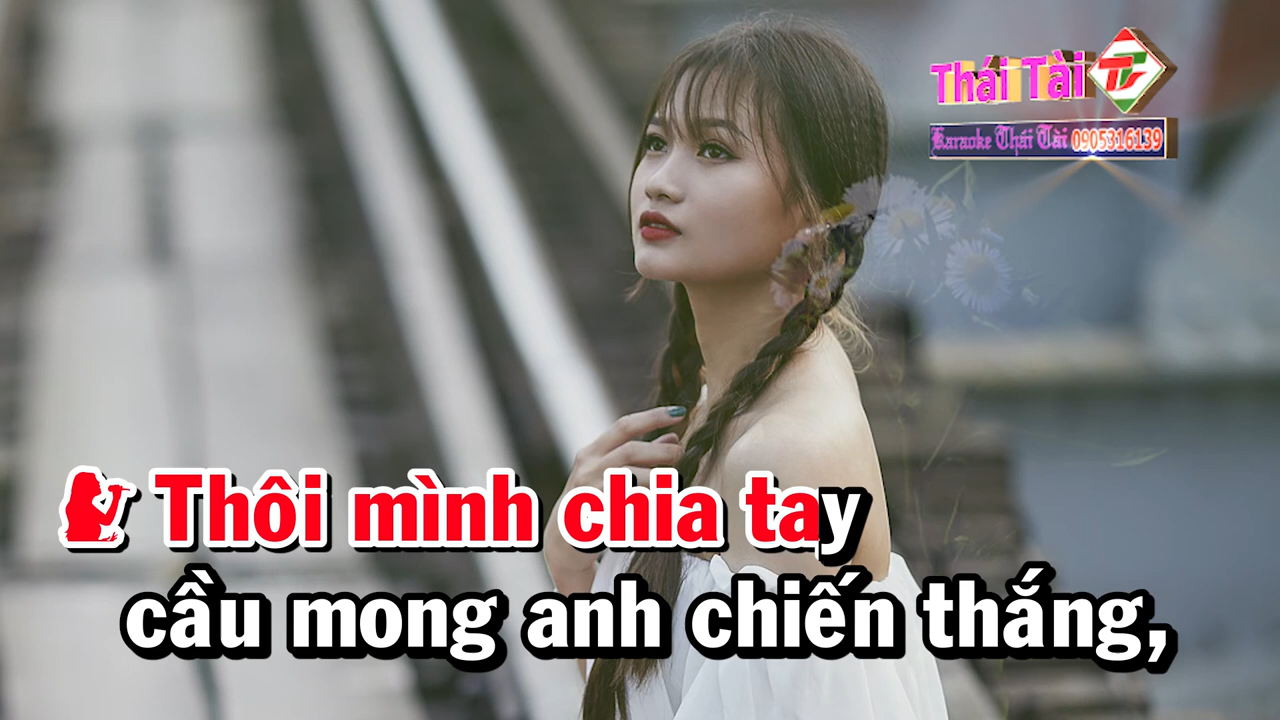 Thái Tài
Karaoke Thái Tài 0905316139
Thôi mình chia tay
cầu mong anh chiến thắng,